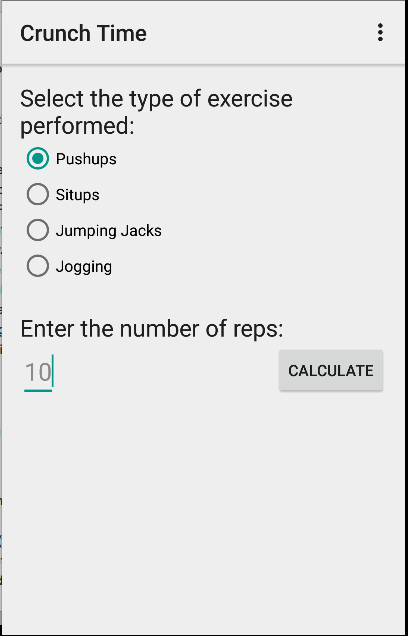 Crunch Time
Select the type of exercise
performed:
Pushups
Situps
Jumping Jacks
Jogging
Enter the number of reps:
10
CALCULATE